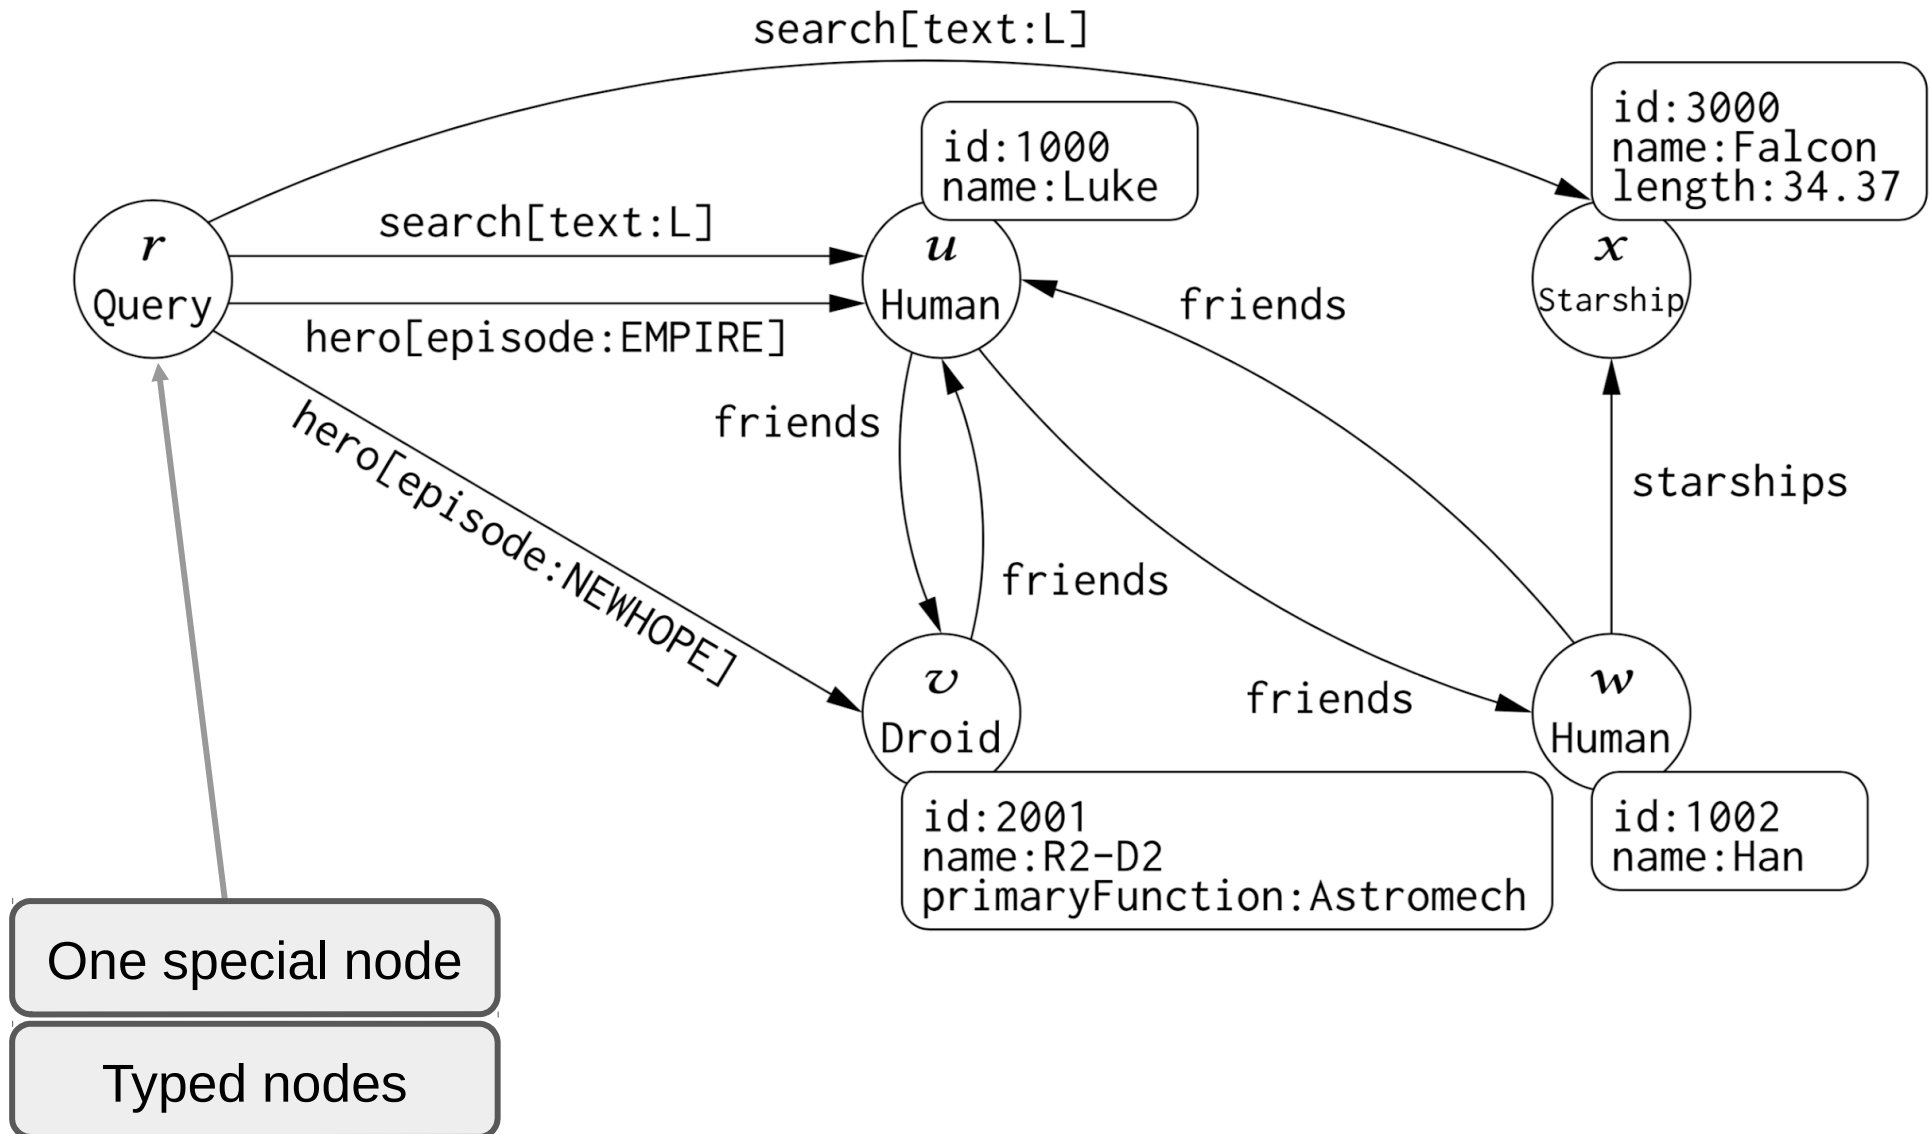 search[text:L]
id:3000
name:Falcon
length:34.37
id:1000
name:Luke
search[text:L]
r
Query
u
Human
x
Starship
hero[episode:EMPIRE]
friends
friends
hero[episode:NEWHOPE]
starships
friends
friends
v
Droid
w
Human
id:2001
name:R2-D2
primaryFunction:Astromech
id:1002
name:Han
One special node
Typed nodes